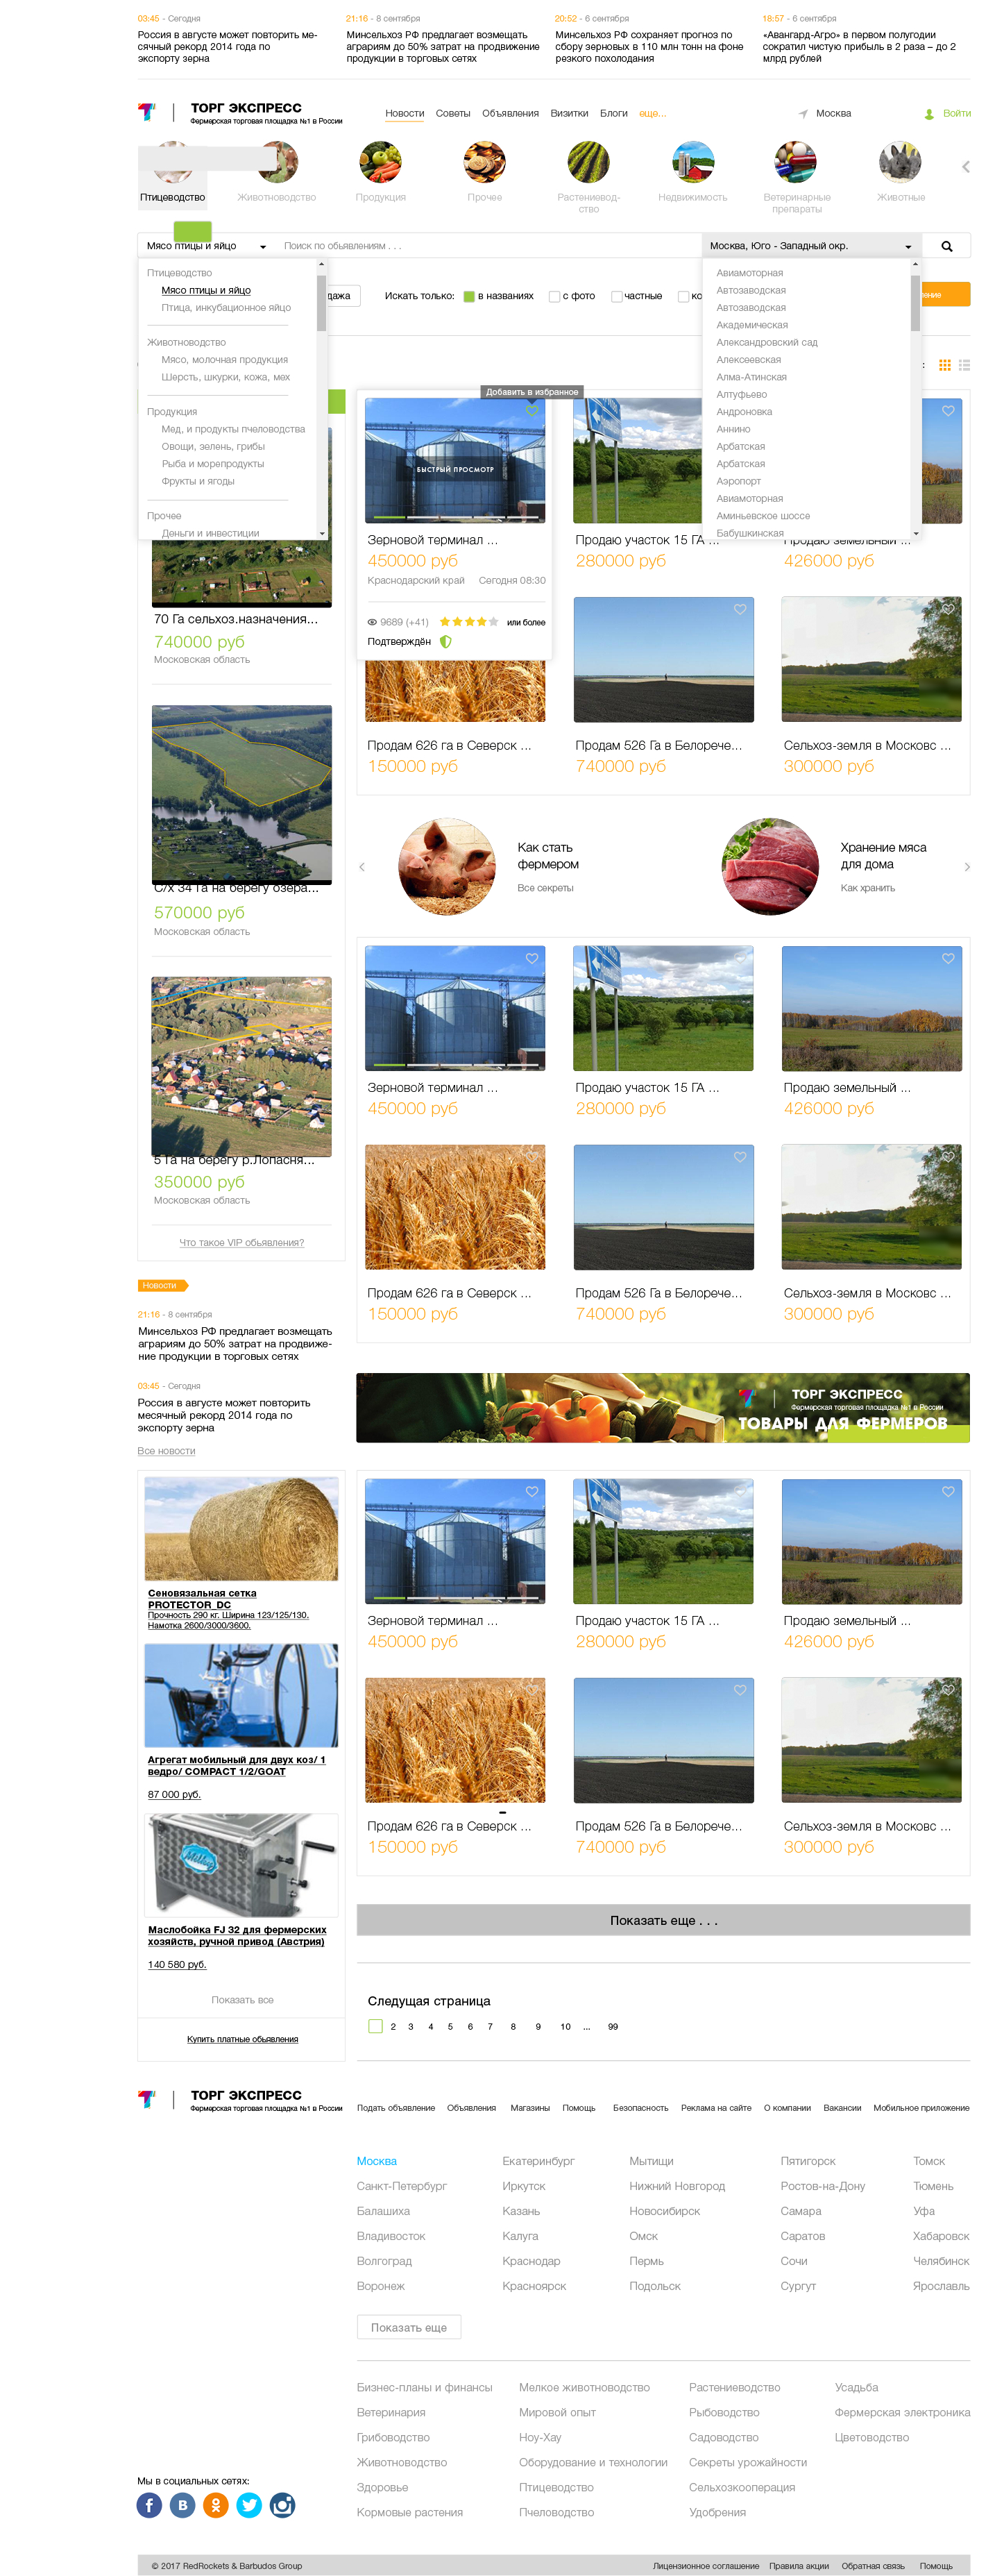 03:45 - Сегодня
Россия в августе может повторить ме-
сячный рекорд 2014 года по
экспорту зерна
21:16 - 8 сентября
Минсельхоз РФ предлагает возмещать
аграриям до 50% затрат на продвижение
продукции в торговых сетях
20:52 - 6 сентября
Минсельхоз РФ сохраняет прогноз по
сбору зерновых в 110 млн тонн на фоне
резкого похолодания
18:57 - 6 сентября
«Авангард-Агро» в первом полугодии
сократил чистую прибыль в 2 раза – до 2
млрд рублей
ТОРГ ЭКСПРЕСС
Фермерская торговая площадка №1 в России
Новости Советы Объявления Визитки Блоги еще...
Москва
Войти
Птицеводство
Животноводство
Продукция
Прочее
Растениевод-
ство
Недвижимость
Ветеринарные
препараты
Животные
Мясо птицы и яйцо
Поиск по обьявлениям . . .
Москва, Юго - Западный окр.
дажа
Искать только: в названиях с фото частные ко
ение
Птицеводство
Мясо птицы и яйцо
Птица, инкубационное яйцо
Животноводство
Мясо, молочная продукция
Шерсть, шкурки, кожа, мех
Продукция
Мед, и продукты пчеловодства
Овощи, зелень, грибы
Рыба и морепродукты
Фрукты и ягоды
Прочее
Деньги и инвестиции
Авиамоторная
Автозаводская
Автозаводская
Академическая
Александровский сад
Алексеевская
Алма-Атинская
Алтуфьево
Андроновка
Аннино
Арбатская
Арбатская
Аэропорт
Авиамоторная
Аминьевское шоссе
Бабушкинская
Добавить в избранное
БЫСТРЫЙ ПРОСМОТР
Зерновой терминал ...
450000 руб
Краснодарский край Сегодня 08:30
9689 (+41) или более
Подтверждён
Продаю участок 15 ГА ...
280000 руб
Продаю земельный ...
426000 руб
Продам 626 га в Северск ...
150000 руб
Продам 526 Га в Белорече...
740000 руб
Сельхоз-земля в Московс ...
300000 руб
70 Га сельхоз.назначения...
740000 руб
Московская область
С/х 34 Га на берегу озера...
570000 руб
Московская область
5 Га на берегу р.Лопасня...
350000 руб
Московская область
Что такое VIP обьявления?
Как стать
фермером
Все секреты
Хранение мяса
для дома
Как хранить
Зерновой терминал ...
450000 руб
Продаю участок 15 ГА ...
280000 руб
Продаю земельный ...
426000 руб
Продам 626 га в Северск ...
150000 руб
Продам 526 Га в Белорече...
740000 руб
Сельхоз-земля в Московс ...
300000 руб
Новости
21:16 - 8 сентября
Минсельхоз РФ предлагает возмещать
аграриям до 50% затрат на продвиже-
ние продукции в торговых сетях
03:45 - Сегодня
Россия в августе может повторить
месячный рекорд 2014 года по
экспорту зерна
Все новости
ТОРГ ЭКСПРЕСС
Фермерская торговая площадка №1 в России
ТОВАРЫ ДЛЯ ФЕРМЕРОВ
Сеновязальная сетка
PROTECTOR_DC
Прочность 290 кг. Ширина 123/125/130.
Намотка 2600/3000/3600.
Агрегат мобильный для двух коз/ 1
ведро/ COMPACT 1/2/GOAT
87 000 руб.
Маслобойка FJ 32 для фермерских
хозяйств, ручной привод (Австрия)
140 580 руб.
Показать все
Купить платные обьявления
Зерновой терминал ...
450000 руб
Продаю участок 15 ГА ...
280000 руб
Продаю земельный ...
426000 руб
Продам 626 га в Северск ...
150000 руб
Продам 526 Га в Белорече...
740000 руб
Сельхоз-земля в Московс ...
300000 руб
Показать еще . . .
Следущая страница
2 3 4 5 6 7 8 9 10 ... 99
ТОРГ ЭКСПРЕСС
Фермерская торговая площадка №1 в России
Подать объявление Объявления Магазины Помощь Безопасность Реклама на сайте О компании Вакансии Мобильное приложение
Москва Екатеринбург Мытищи Пятигорск Томск
Санкт-Петербург Иркутск Нижний Новгород Ростов-на-Дону Тюмень
Балашиха Казань Новосибирск Самара Уфа
Владивосток Калуга Омск Саратов Хабаровск
Волгоград Краснодар Пермь Сочи Челябинск
Воронеж Красноярск Подольск Сургут Ярославль
Показать еще
Бизнес-планы и финансы Мелкое животноводство Растениеводство Усадьба
Ветеринария Мировой опыт Рыбоводство Фермерская электроника
Грибоводство Ноу-Хау Садоводство Цветоводство
Животноводство Оборудование и технологии Секреты урожайности
Здоровье Птицеводство Сельхозкооперация
Кормовые растения Пчеловодство Удобрения
Мы в социальных сетях:
© 2017 RedRockets & Barbudos Group
Лицензионное соглашение Правила акции Обратная связь Помощь